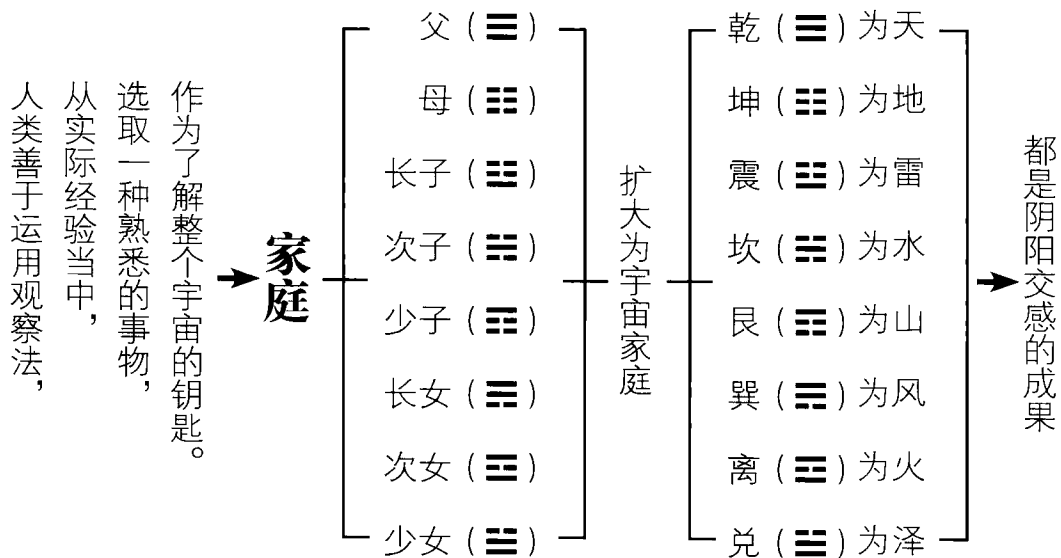 人类善于运用观察法，
从实际经验当中，
选取一种熟悉的事物，
作为了解整个宇宙的钥匙。
家庭
父（☰）
母（☷）
长子（☳）
次子（☵）
少子（☶）
长女（☴）
次女（☲）
少女（☱）
扩大为宇宙家庭
乾（☰）为天
坤（☷）为地
震（☳）为雷
坎（☵）为水
艮（☶）为山
巽（☴）为风
离（☲）为火
兑（☱）为泽
都是阴阳交感的成果